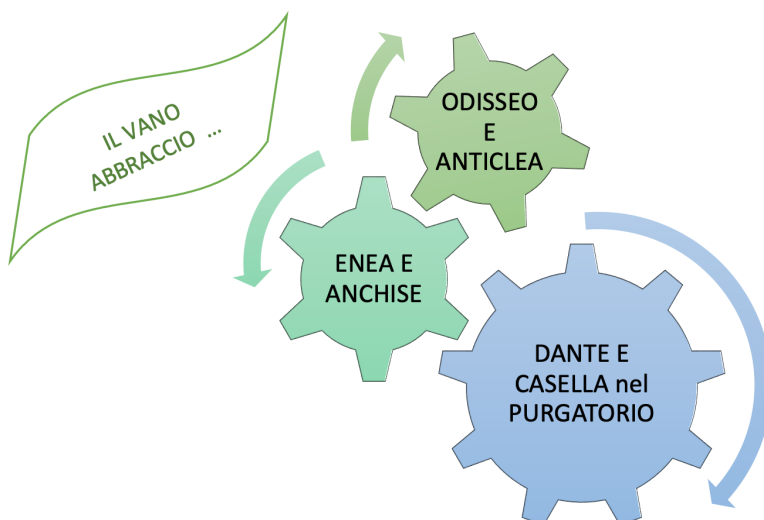 IL VANO
ABBRACCIO ...
ODISSEO
E
ANTICLEA
ENEA E
ANCHISE
DANTE E
CASELLA nel
PURGATORIO